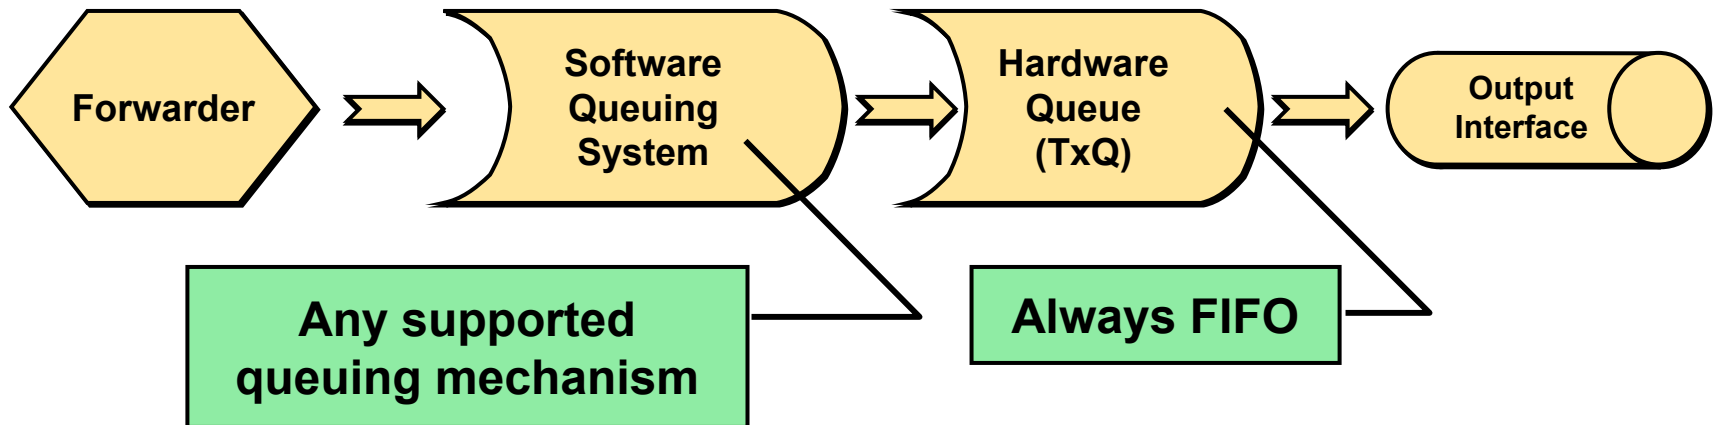 Forwarder
Software
Queuing
System
Hardware
Queue
(TxQ)
Output
Interface
Any supported
queuing mechanism
Always FIFO